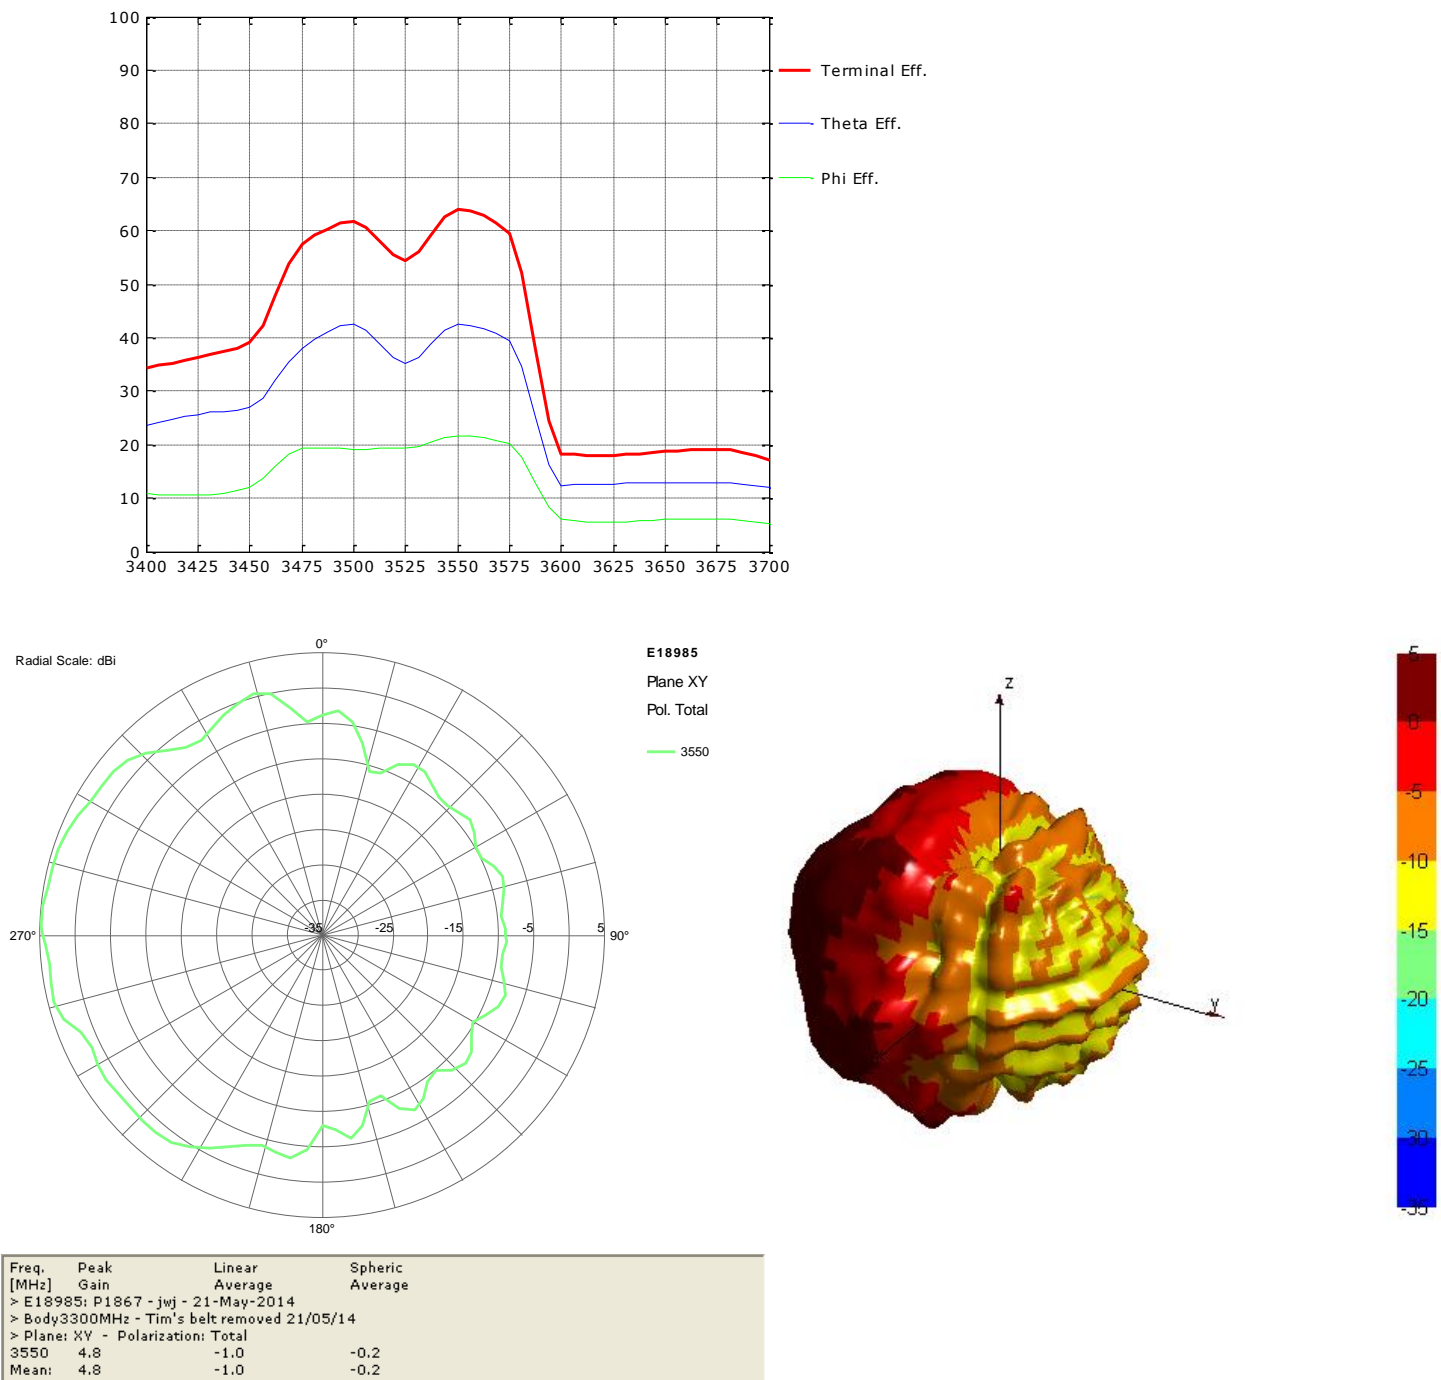 100
90
80
70
60
50
40
30
20
10
0
3400 3425 3450 3475 3500 3525 3550 3575 3600 3625 3650 3675 3700
Terminal Eff.
Theta Eff.
Phi Eff.
Radial Scale: dBi
0°
270°
-35 -25 -15 -5 5 90°
180°
E18985
Plane XY
Pol. Total
3550
z
y
5
0
-5
-10
-15
-20
-25
-30
-35
Freq. Peak Linear Spheric
[MHz] Gain Average Average
> E18985: P1867 - jwj - 21-May-2014
> Body3300MHz - Tim's belt removed 21/05/14
> Plane: XY - Polarization: Total
3550 4.8 -1.0 -0.2
Mean: 4.8 -1.0 -0.2